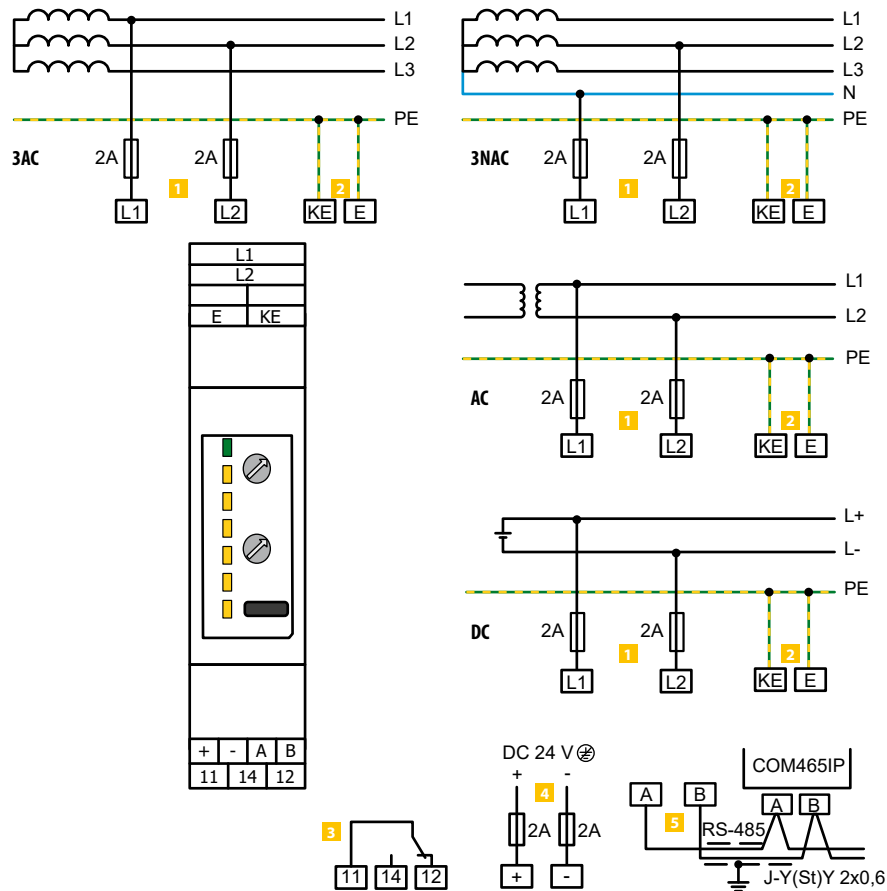 L1
L2
L3
PE
3AC
2A
2A
1
2
L1
L2
KE
E
L1
L2
L3
N
PE
3NAC
2A
2A
1
2
L1
L2
KE
E
L1
L2
E KE
+ - A B
11 14 12
L1
L2
PE
AC
2A
2A
1
2
L1
L2
KE
E
L+
L-
PE
DC
2A
2A
1
2
L1
L2
KE
E
3
11 14 12
DC 24 V
+ -
4
2A 2A
+ -
COM465IP
A B
A B
5
RS-485
J-Y(St)Y 2x0,6